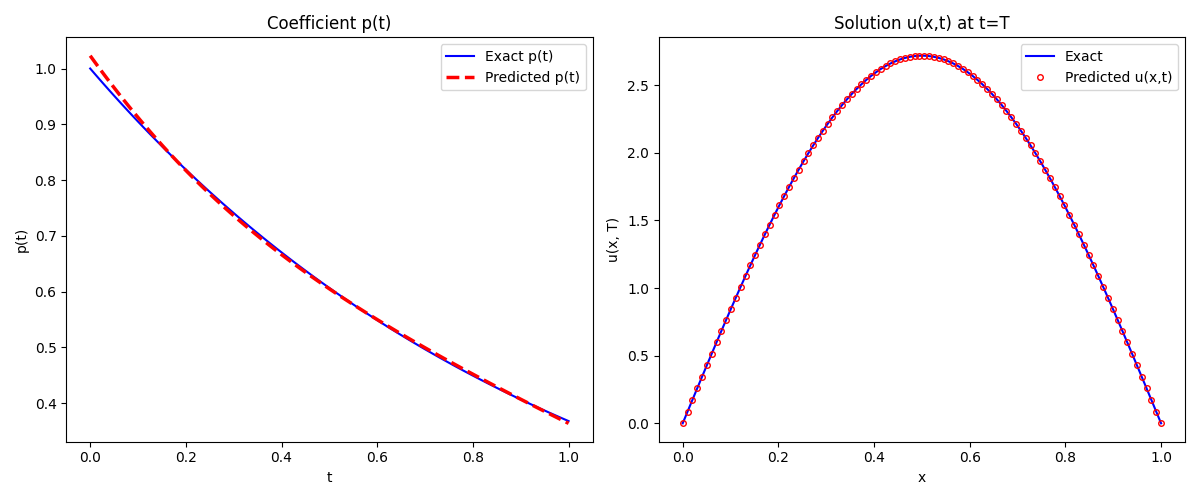 Coefficient p(t)
Exact p(t)
Predicted p(t)
p(t)
1.0
0.9
0.8
0.7
0.6
0.5
0.4
0.0
0.2
0.4
0.6
0.8
1.0
t
Solution u(x,t) at t=T
Exact
Predicted u(x,t)
u(x, T)
2.5
2.0
1.5
1.0
0.5
0.0
0.0
0.2
0.4
0.6
0.8
1.0
x